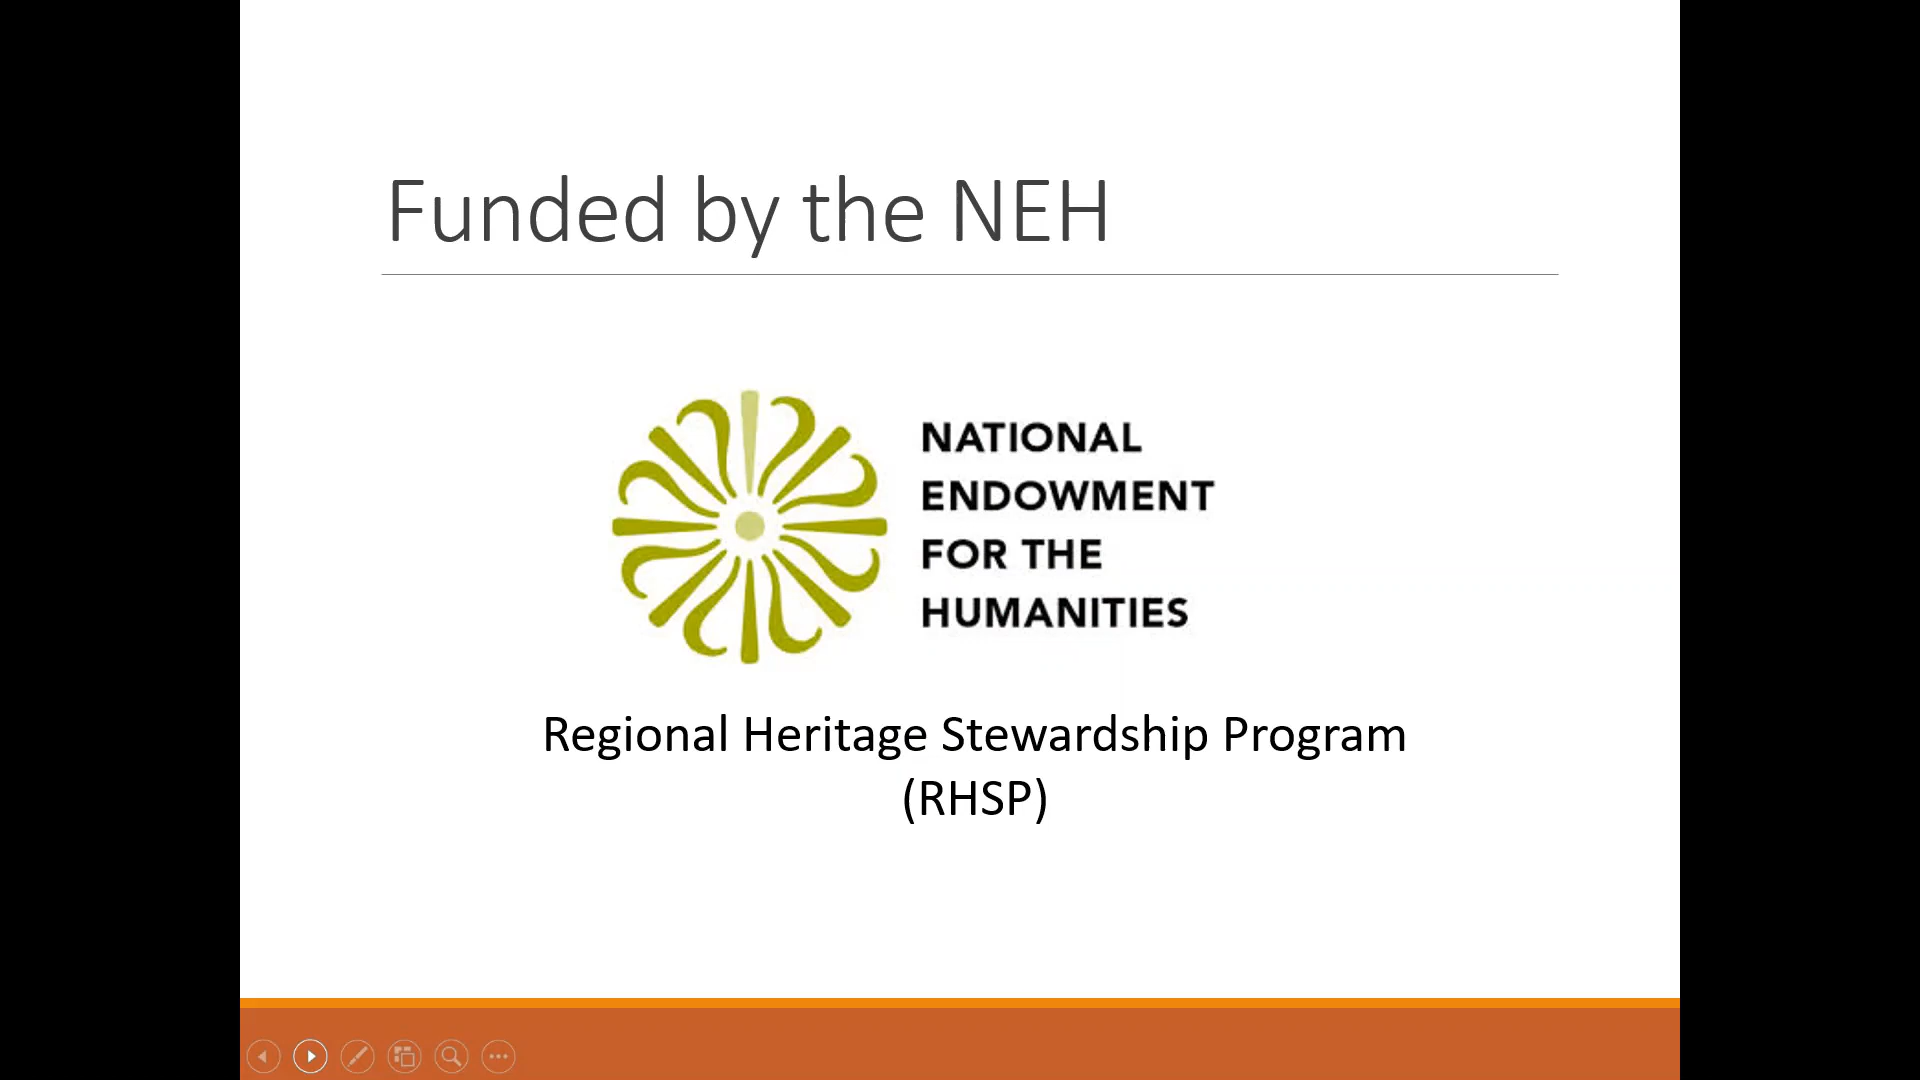 Funded by the NEH
NATIONAL
ENDOWMENT
FOR THE
HUMANITIES
Regional Heritage Stewardship Program
(RHSP)